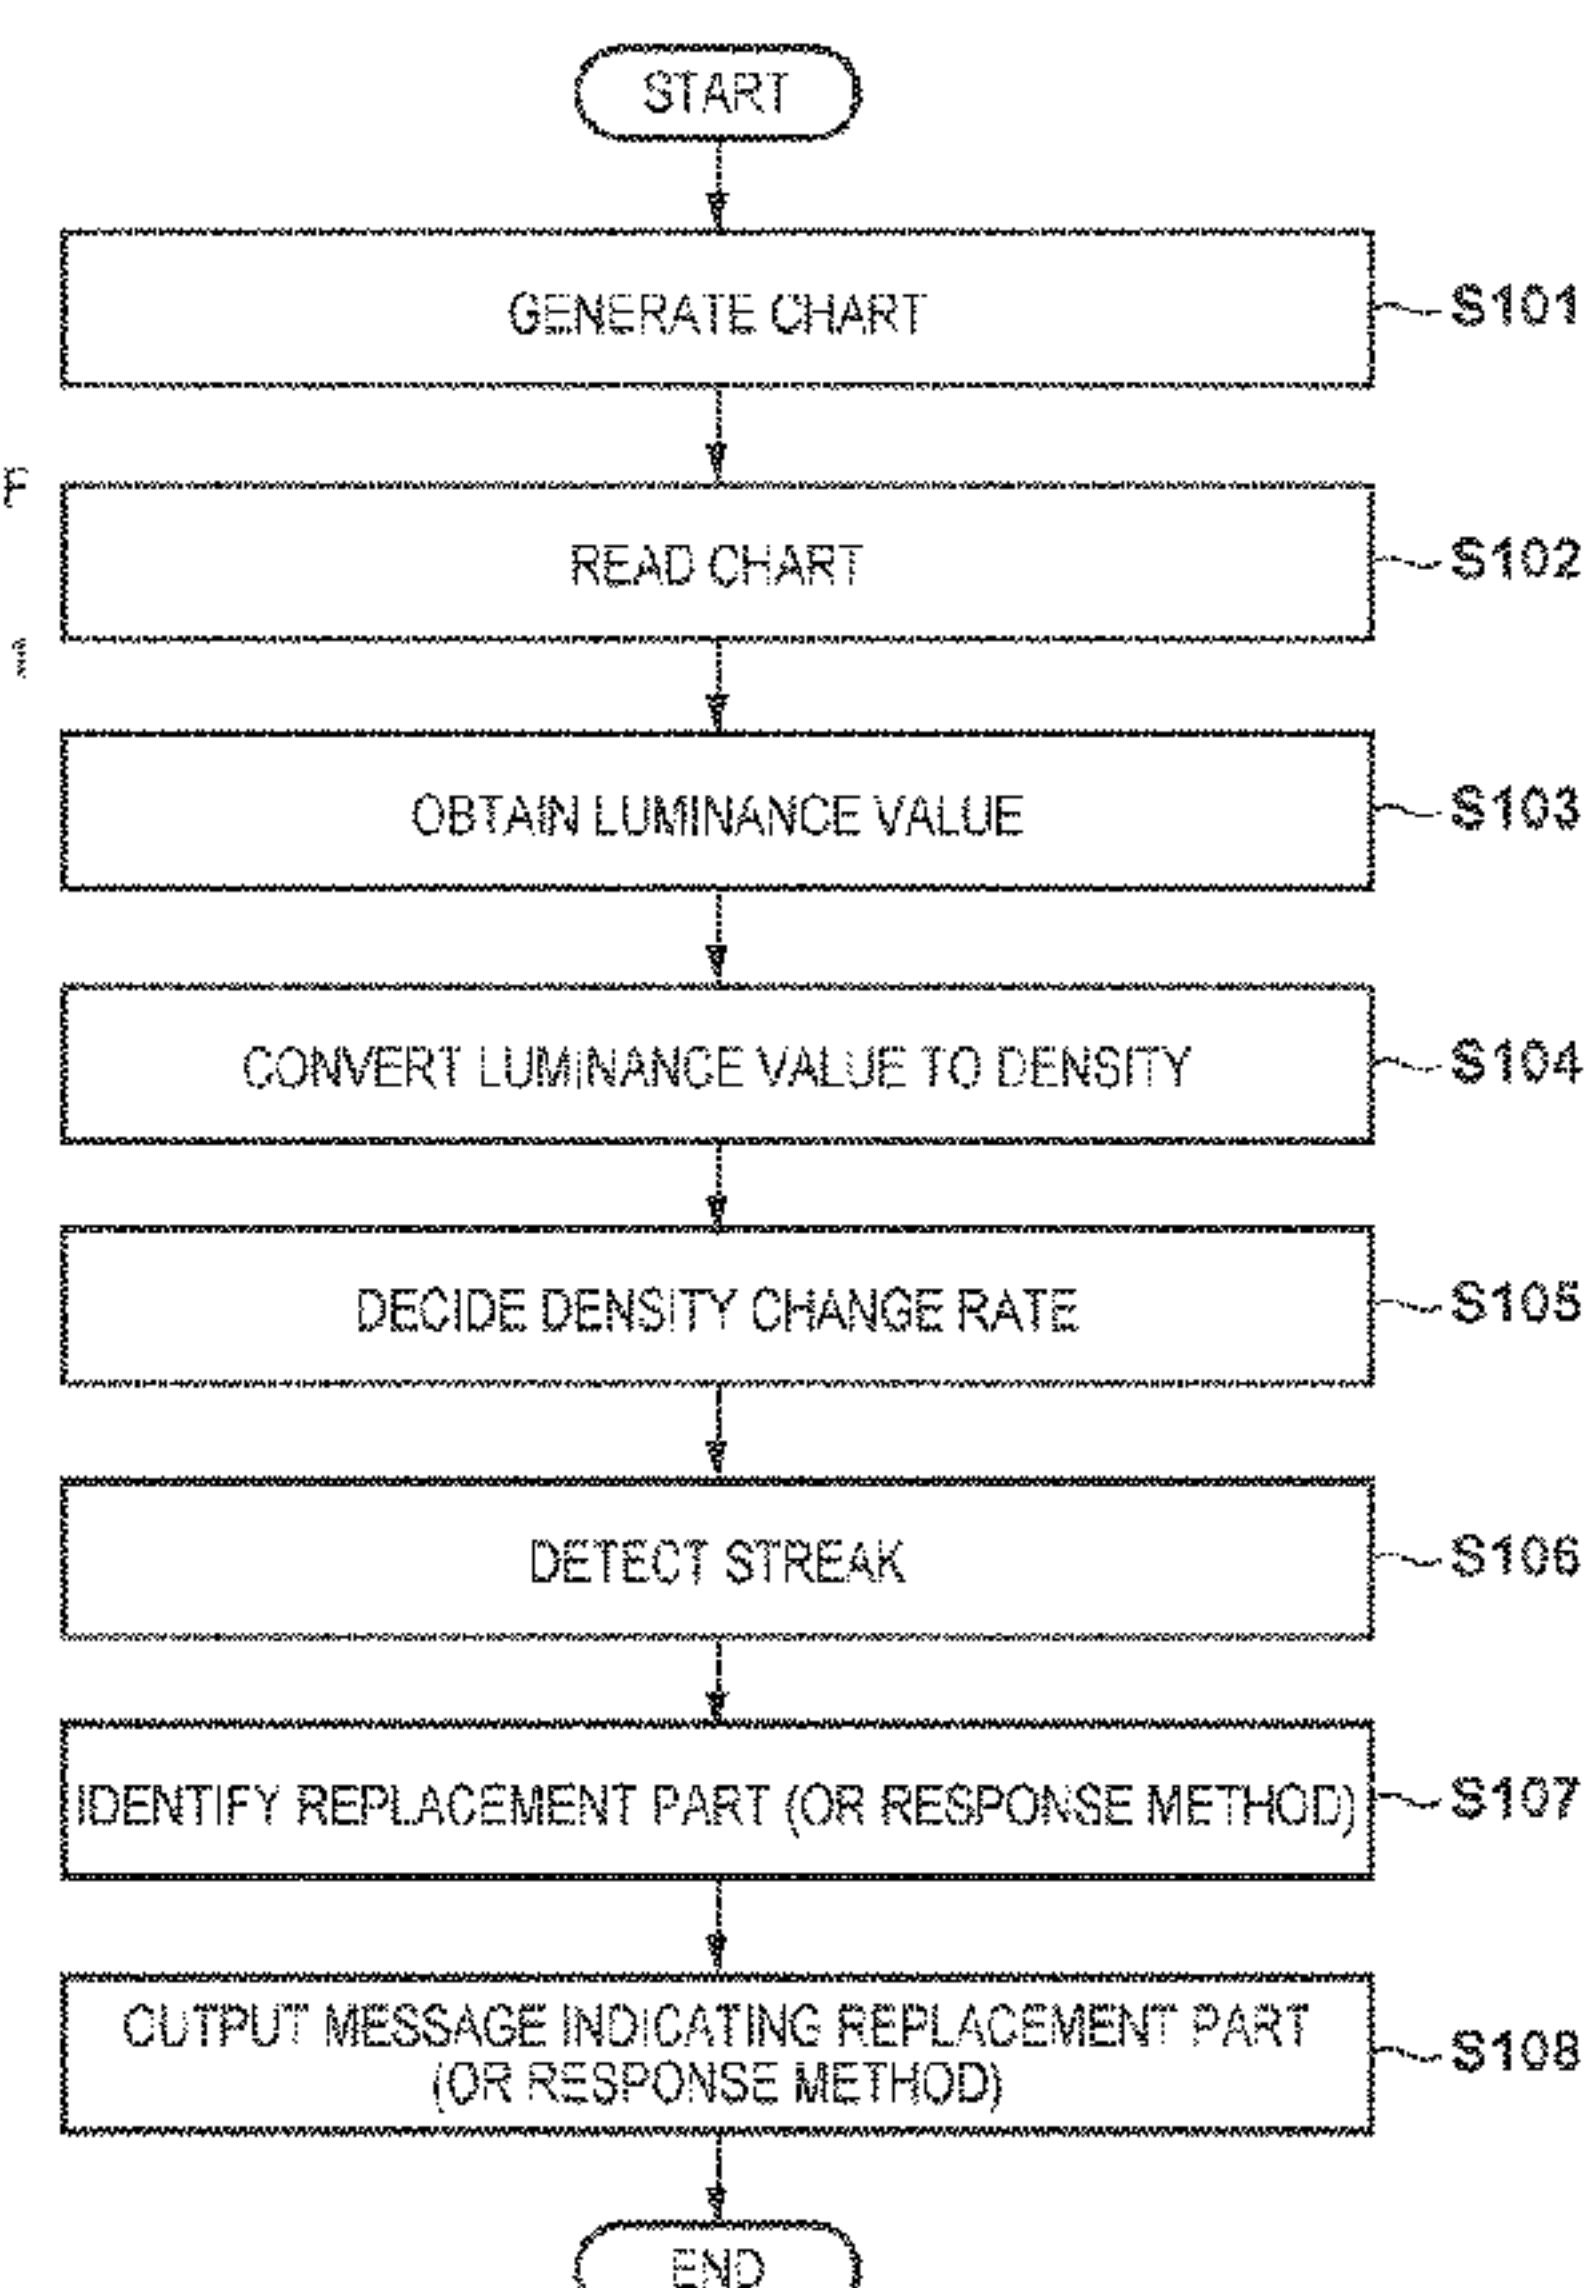 START
GENERATE CHART
S101
READ CHART
S102
OBTAIN LUMINANCE VALUE
S103
CONVERT LUMINANCE VALUE TO DENSITY
S104
DECIDE DENSITY CHANGE RATE
S105
DETECT STREAK
S106
IDENTIFY REPLACEMENT PART (OR RESPONSE METHOD)
S107
OUTPUT MESSAGE INDICATING REPLACEMENT PART
(OR RESPONSE METHOD)
S108
END